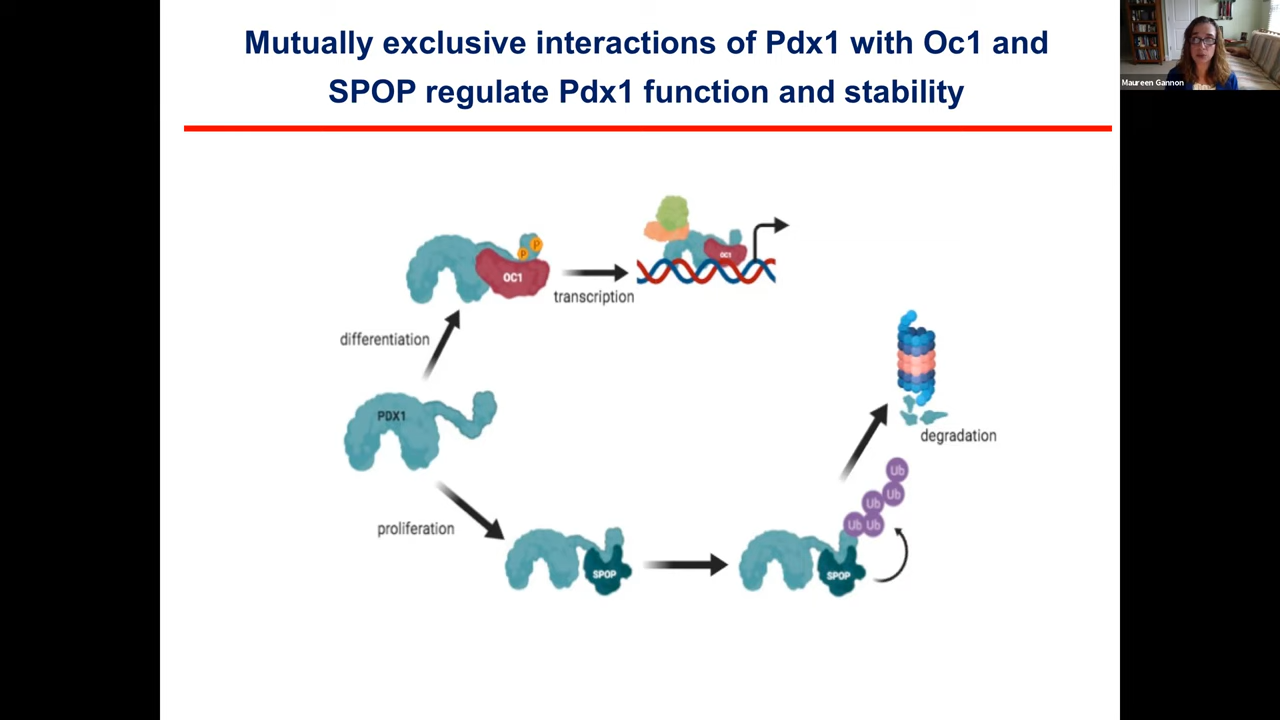 Mutually exclusive interactions of Pdx1 with Oc1 and
SPOP regulate Pdx1 function and stability
Maureen Gannon
P
P
OC1
transcription
OC1
differentiation
PDX1
degradation
proliferation
Ub
Ub
Ub
Ub Ub
SPOP
SPOP